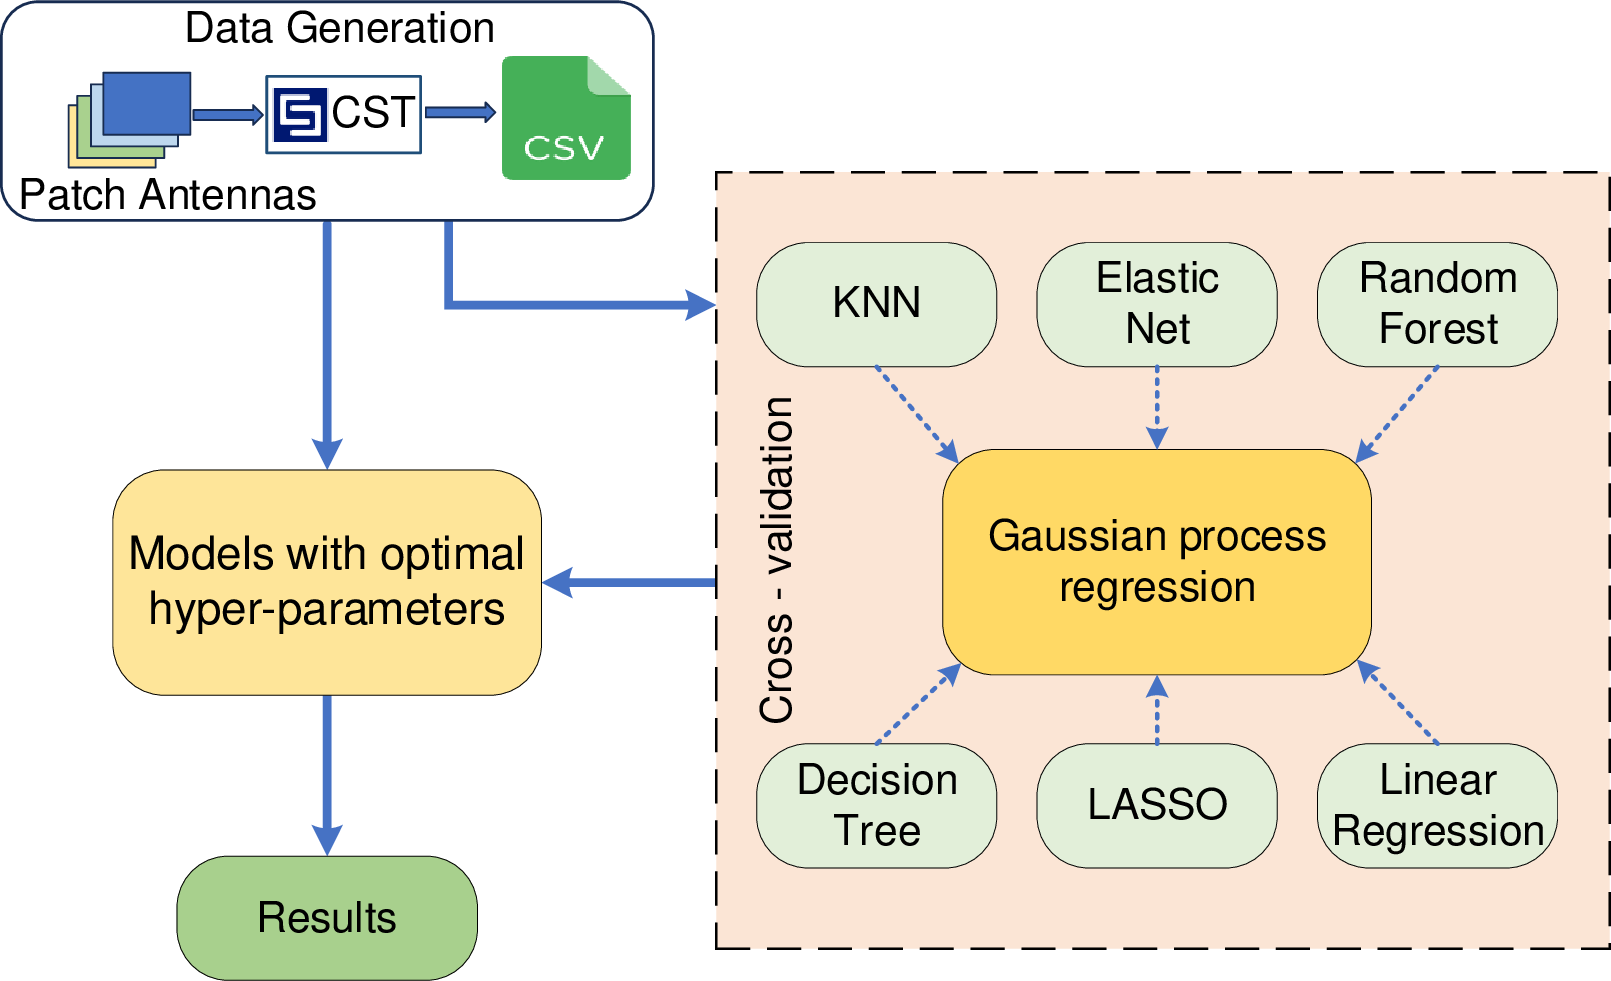 Data Generation
CST
CSV
Patch Antennas
KNN
Elastic
Net
Random
Forest
Cross - validation
Gaussian process
regression
Models with optimal
hyper-parameters
Decision
Tree
LASSO
Linear
Regression
Results